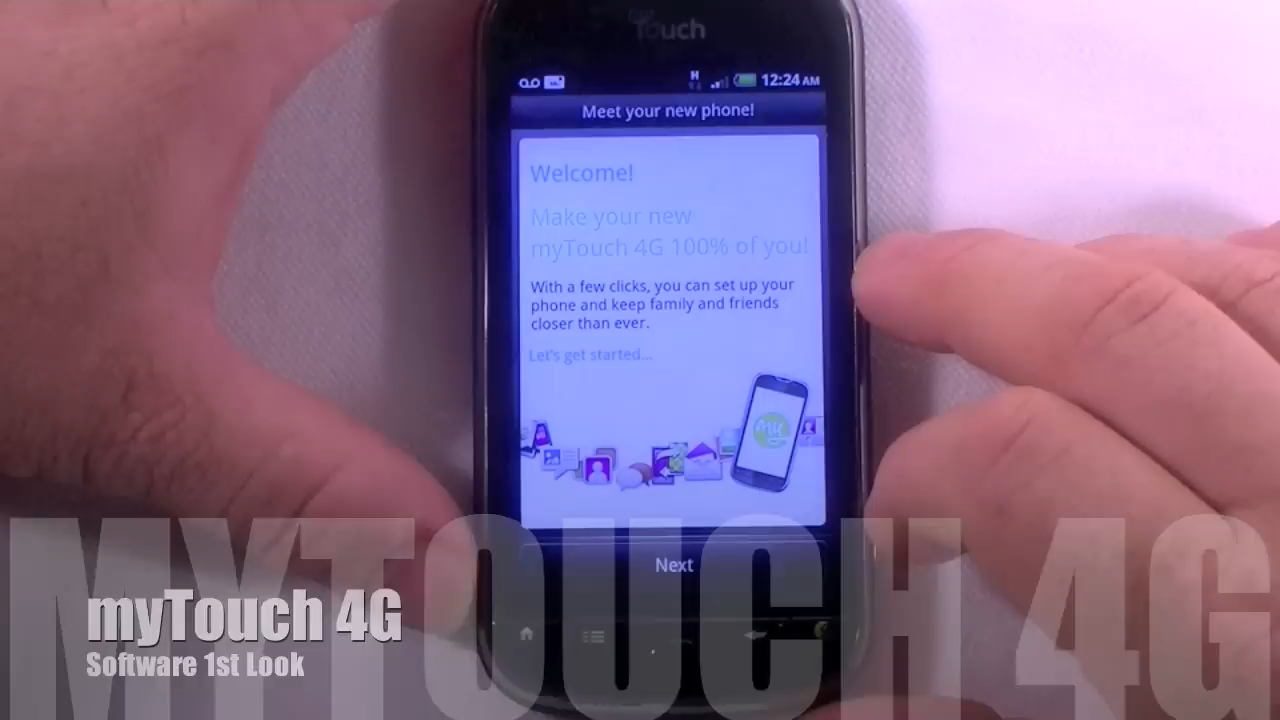 Touch
H
12:24 AM
Meet your new phone!
Welcome!
Make your new
myTouch 4G 100% of you!
With a few clicks, you can set up your
phone and keep family and friends
closer than ever.
Let's get started...
My
Next
MYTOUCH 4G
myTouch 4G
Software 1st Look